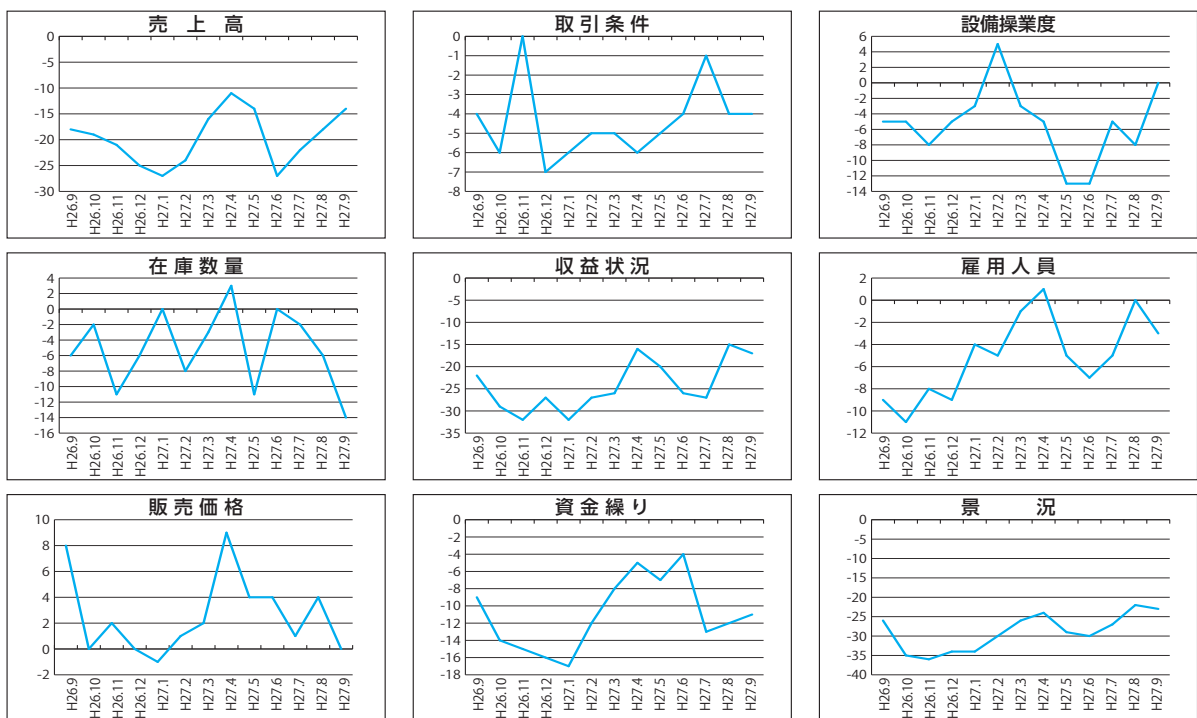 売上高
0
-5
-10
-15
-20
-25
-30
H26.9
H26.10
H26.11
H26.12
H27.1
H27.2
H27.3
H27.4
H27.5
H27.6
H27.7
H27.8
H27.9
取引条件
0
-1
-2
-3
-4
-5
-6
-7
-8
H26.9
H26.10
H26.11
H26.12
H27.1
H27.2
H27.3
H27.4
H27.5
H27.6
H27.7
H27.8
H27.9
設備操業度
6
4
2
0
-2
-4
-6
-8
-10
-12
-14
H26.9
H26.10
H26.11
H26.12
H27.1
H27.2
H27.3
H27.4
H27.5
H27.6
H27.7
H27.8
H27.9
在庫数量
4
2
0
-2
-4
-6
-8
-10
-12
-14
-16
H26.9
H26.10
H26.11
H26.12
H27.1
H27.2
H27.3
H27.4
H27.5
H27.6
H27.7
H27.8
H27.9
収益状況
0
-5
-10
-15
-20
-25
-30
-35
H26.9
H26.10
H26.11
H26.12
H27.1
H27.2
H27.3
H27.4
H27.5
H27.6
H27.7
H27.8
H27.9
雇用人員
2
0
-2
-4
-6
-8
-10
-12
H26.9
H26.10
H26.11
H26.12
H27.1
H27.2
H27.3
H27.4
H27.5
H27.6
H27.7
H27.8
H27.9
販売価格
10
8
6
4
2
0
-2
H26.9
H26.10
H26.11
H26.12
H27.1
H27.2
H27.3
H27.4
H27.5
H27.6
H27.7
H27.8
H27.9
資金繰り
0
-2
-4
-6
-8
-10
-12
-14
-16
-18
H26.9
H26.10
H26.11
H26.12
H27.1
H27.2
H27.3
H27.4
H27.5
H27.6
H27.7
H27.8
H27.9
景況
0
-5
-10
-15
-20
-25
-30
-35
-40
H26.9
H26.10
H26.11
H26.12
H27.1
H27.2
H27.3
H27.4
H27.5
H27.6
H27.7
H27.8
H27.9